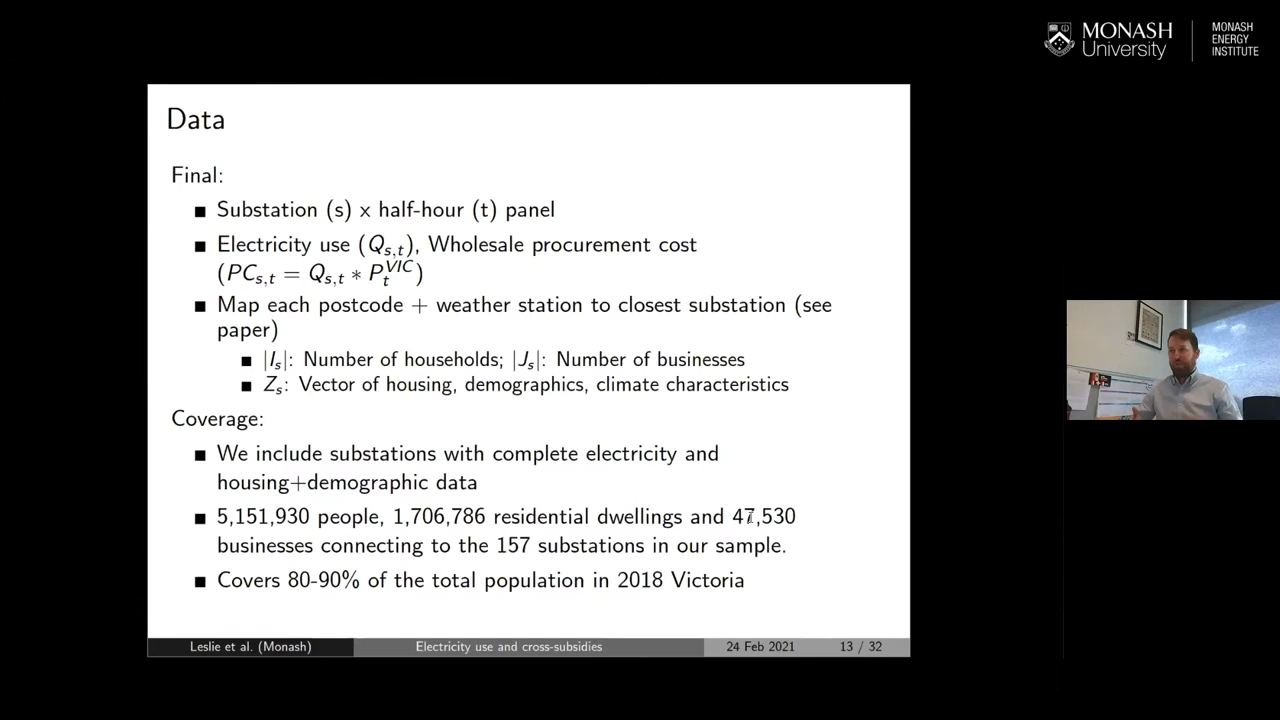 MONASH University
MONASH ENERGY INSTITUTE
Data
Final:
■ Substation (s) x half-hour (t) panel
■ Electricity use (Q_{s,t}), Wholesale procurement cost
(PC_{s,t} = Q_{s,t} ∗ P_t^{VIC})
■ Map each postcode + weather station to closest substation (see
paper)
■ |I_s|: Number of households; |J_s|: Number of businesses
■ Z_s: Vector of housing, demographics, climate characteristics
Coverage:
■ We include substations with complete electricity and
housing+demographic data
■ 5,151,930 people, 1,706,786 residential dwellings and 47,530
businesses connecting to the 157 substations in our sample.
■ Covers 80-90% of the total population in 2018 Victoria
Leslie et al. (Monash) Electricity use and cross-subsidies 24 Feb 2021 13 / 32